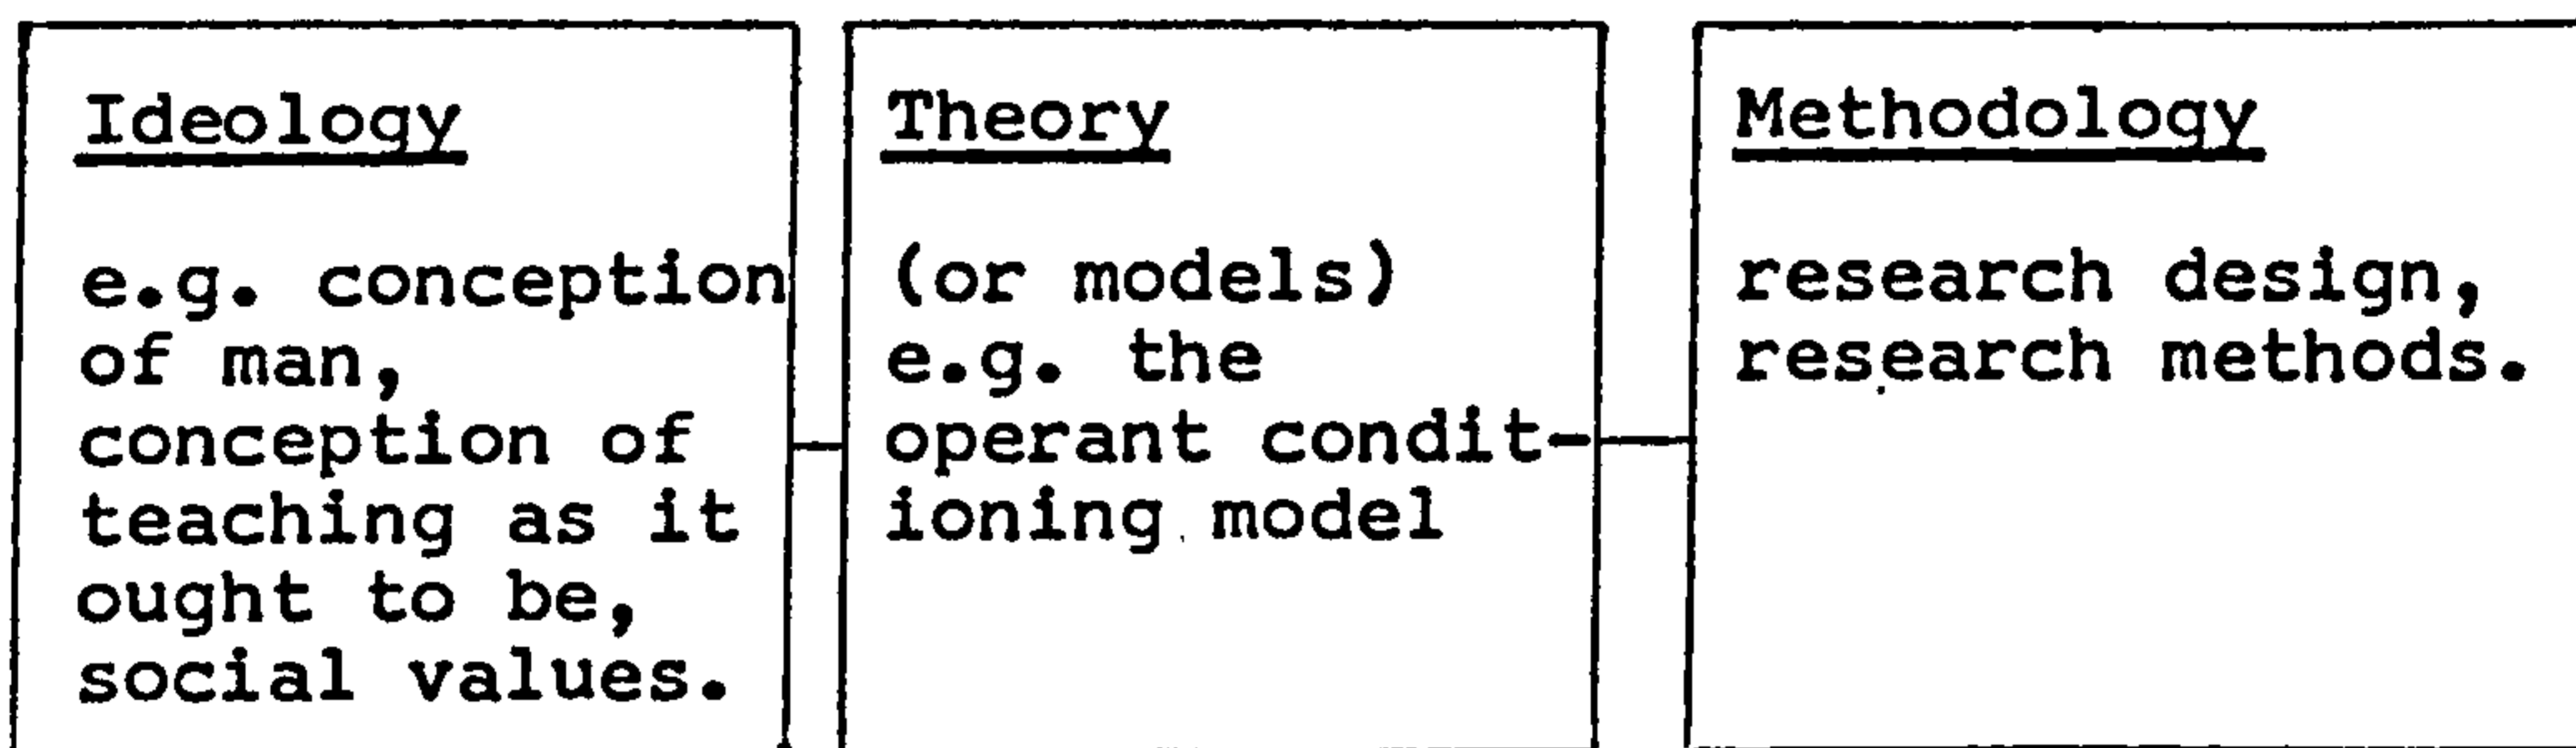 Ideology
e.g. conception
of man,
conception of
teaching as it
ought to be,
social values.
Theory
(or models)
e.g. the
operant condit-
ioning model
Methodology
research design,
research methods.